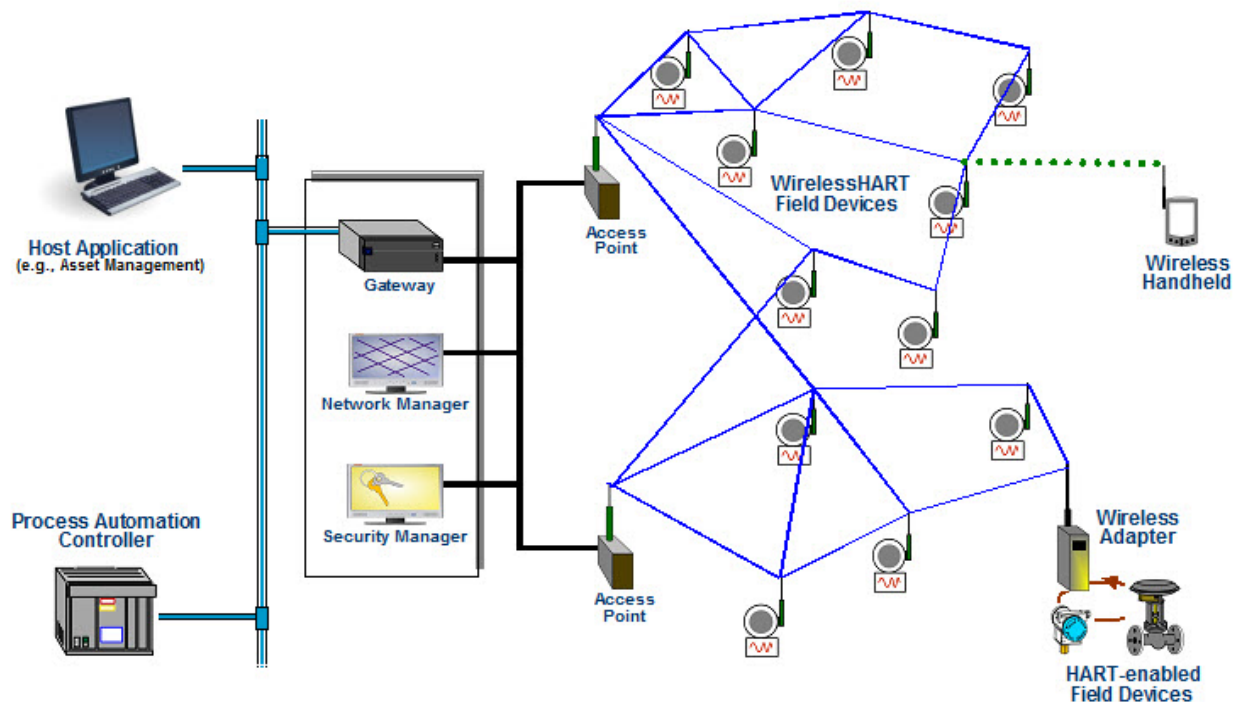 Host Application
(e.g., Asset Management)
Process Automation
Controller
Gateway
Network Manager
Security Manager
Access
Point
Access
Point
WirelessHART
Field Devices
Wireless
Handheld
Wireless
Adapter
HART-enabled
Field Devices